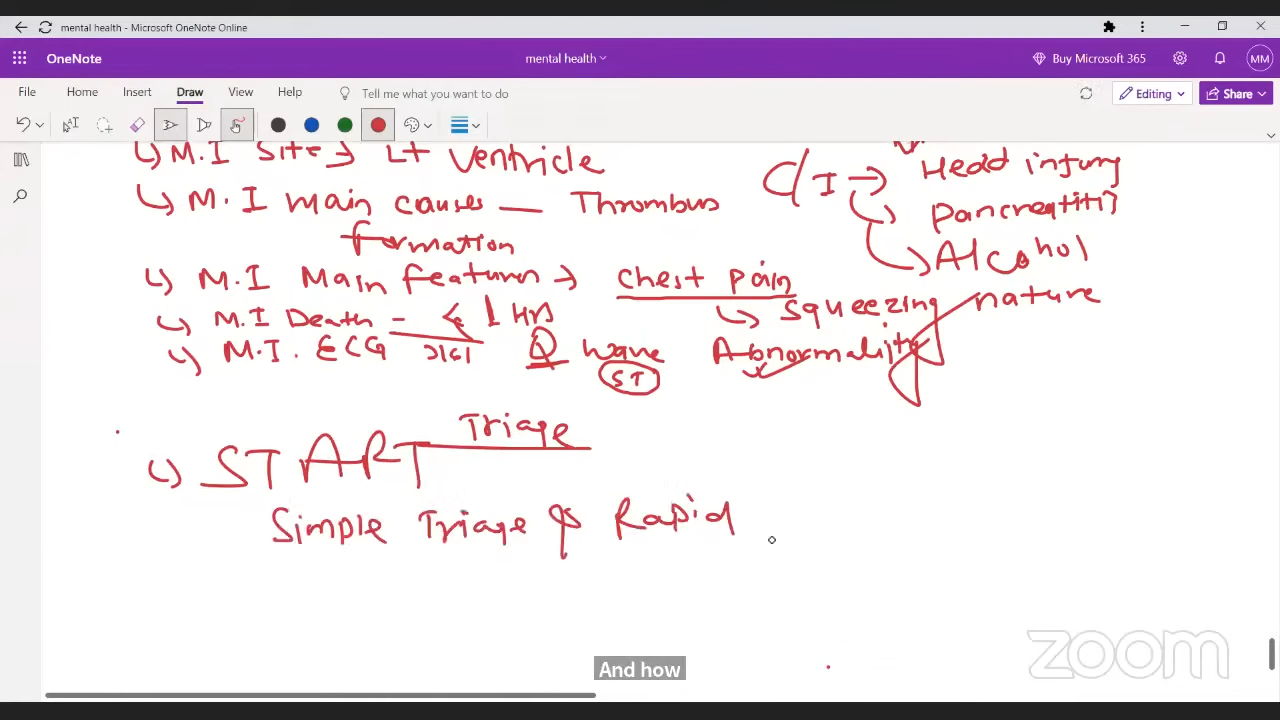 mental health - Microsoft OneNote Online
OneNote
mental health
Buy Microsoft 365
MM
File Home Insert Draw View Help Tell me what you want to do
Editing
Share
M.I Site → Lt Ventricle
M.I main causes — Thrombus
formation
M.I Main features → chest pain
squeezing nature
M.I Death - < 1 Hrs
M.I. ECG Q wave Abnormality
ST
C/I → Head injury
Pancreatitis
Alcohol
START Triage
Simple Triage & Rapid
And how
zoom